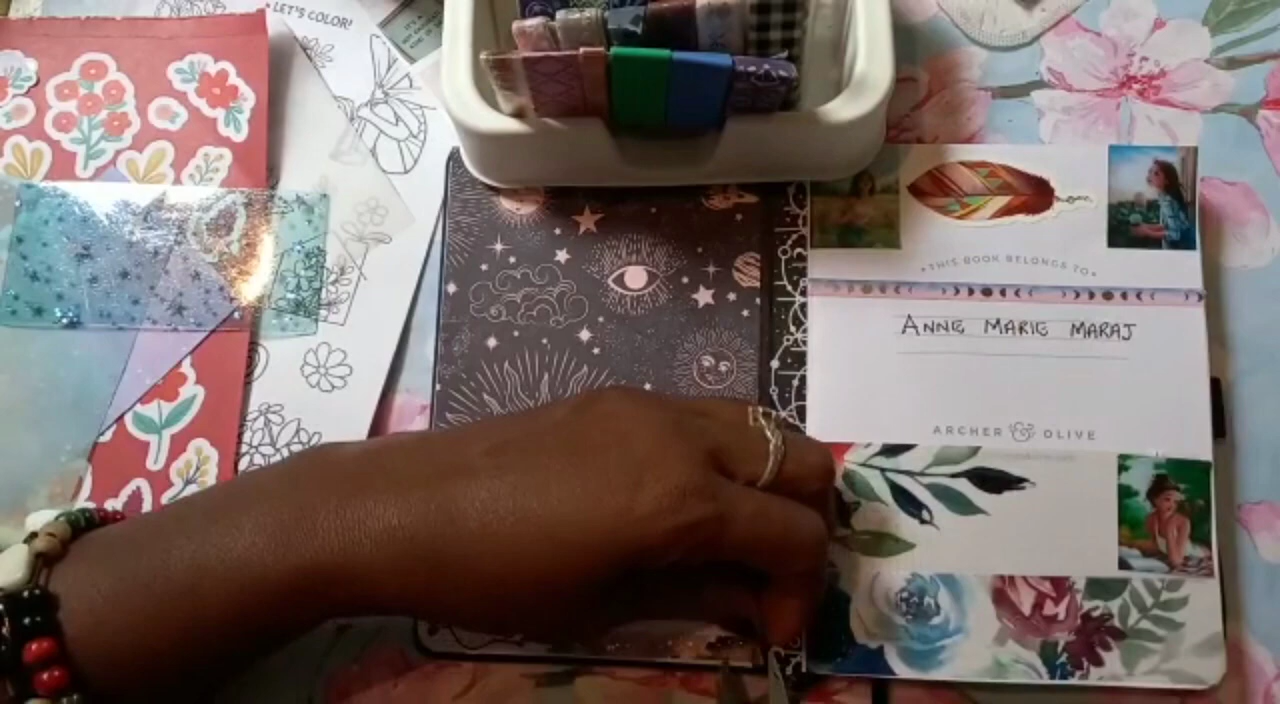 LET'S COLOR!
THIS BOOK BELONGS TO
ANNE MARIE MARAJ
ARCHER & OLIVE